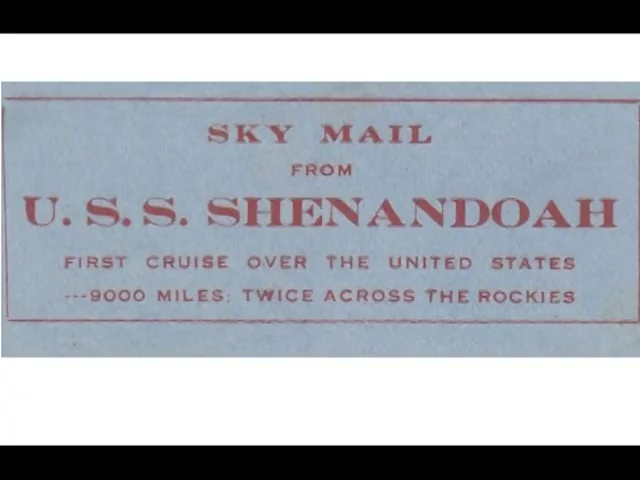 SKY MAIL
FROM
U. S. S. SHENANDOAH
FIRST CRUISE OVER THE UNITED STATES
---9000 MILES; TWICE ACROSS THE ROCKIES